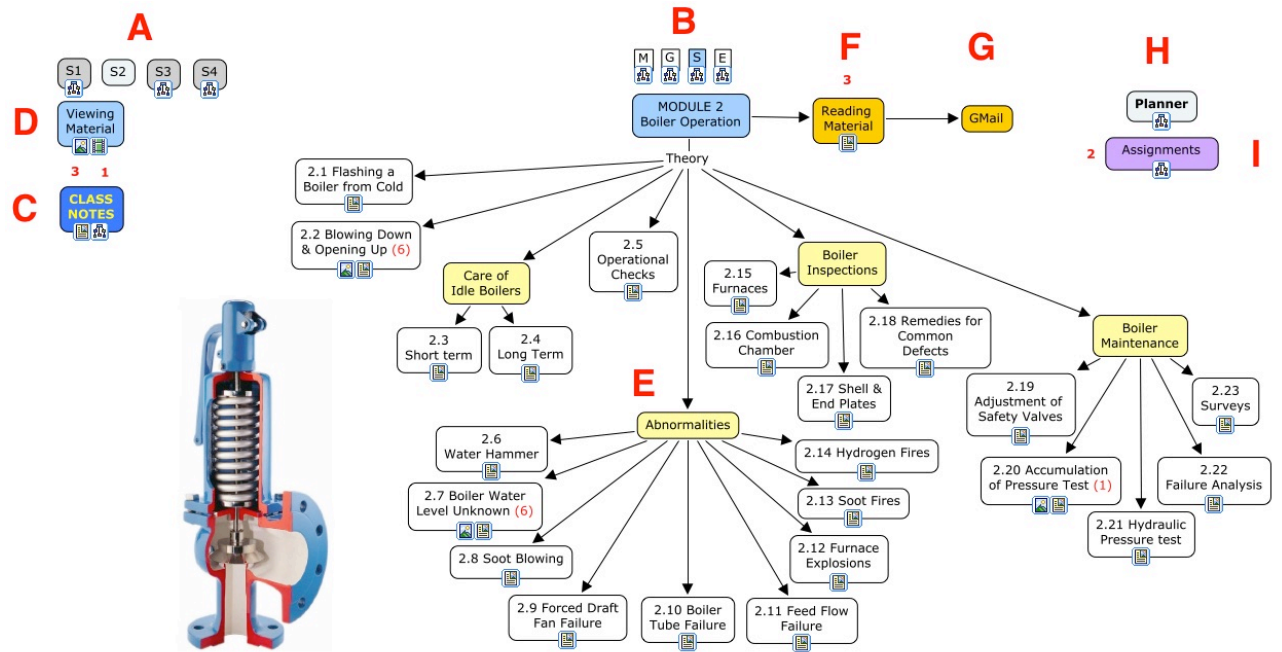 A
B
F
G
H
S1
S2
S3
S4
M
G
S
E
3
D
Viewing
Material
MODULE 2
Boiler Operation
Reading
Material
GMail
Planner
2
Assignments
I
3
1
C
CLASS
NOTES
Theory
2.1 Flashing a
Boiler from Cold
2.2 Blowing Down
& Opening Up (6)
Care of
Idle Boilers
2.3
Short term
2.4
Long Term
2.5
Operational
Checks
Boiler
Inspections
2.15
Furnaces
2.16 Combustion
Chamber
2.17 Shell &
End Plates
2.18 Remedies for
Common
Defects
Boiler
Maintenance
2.19
Adjustment of
Safety Valves
2.20 Accumulation
of Pressure Test (1)
2.21 Hydraulic
Pressure test
2.22
Failure Analysis
2.23
Surveys
E
Abnormalities
2.6
Water Hammer
2.7 Boiler Water
Level Unknown (6)
2.8 Soot Blowing
2.9 Forced Draft
Fan Failure
2.10 Boiler
Tube Failure
2.11 Feed Flow
Failure
2.12 Furnace
Explosions
2.13 Soot Fires
2.14 Hydrogen Fires